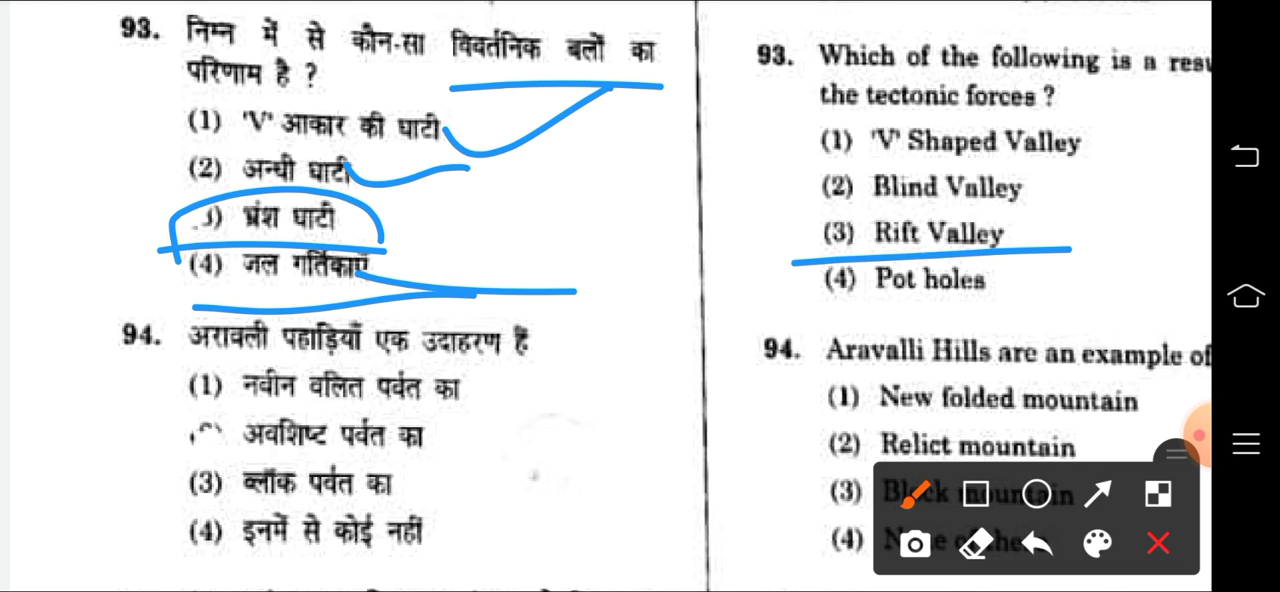 93. निम्न में से कौन-सा विवर्तनिक बलों का
परिणाम है ?
(1) 'V' आकार की घाटी
(2) अन्धी घाटी
3) भ्रंश घाटी
(4) जल गर्तिकाएँ
94. अरावली पहाड़ियाँ एक उदाहरण हैं
(1) नवीन वलित पर्वत का
अवशिष्ट पर्वत का
(3) ब्लॉक पर्वत का
(4) इनमें से कोई नहीं
93. Which of the following is a resu
the tectonic forces ?
(1) 'V' Shaped Valley
(2) Blind Valley
(3) Rift Valley
(4) Pot holes
94. Aravalli Hills are an example of
(1) New folded mountain
(2) Relict mountain
(3) Block mountain
(4)